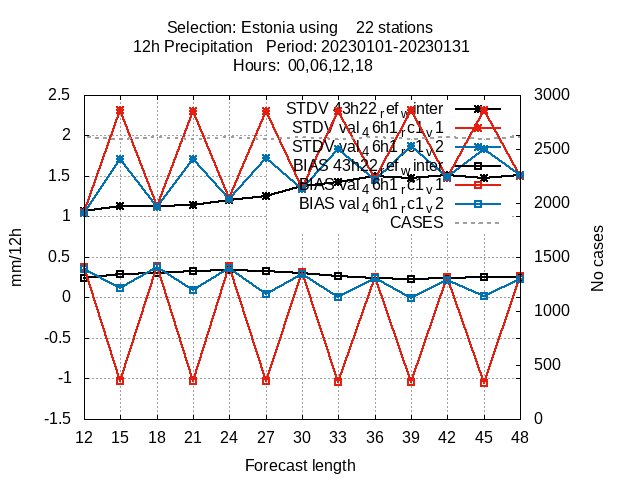 Selection: Estonia using    22 stations
12h Precipitation   Period: 20230101-20230131
Hours:  00,06,12,18
2.5
2
1.5
1
0.5
0
-0.5
-1
-1.5
mm/12h
3000
2500
2000
1500
1000
500
0
No cases
STDV 43h22_ref_winter
STDV val_46h1_rc1_v1
STDV val_46h1_rc1_v2
BIAS 43h22_ref_winter
BIAS val_46h1_rc1_v1
BIAS val_46h1_rc1_v2
CASES
12 15 18 21 24 27 30 33 36 39 42 45 48
Forecast length